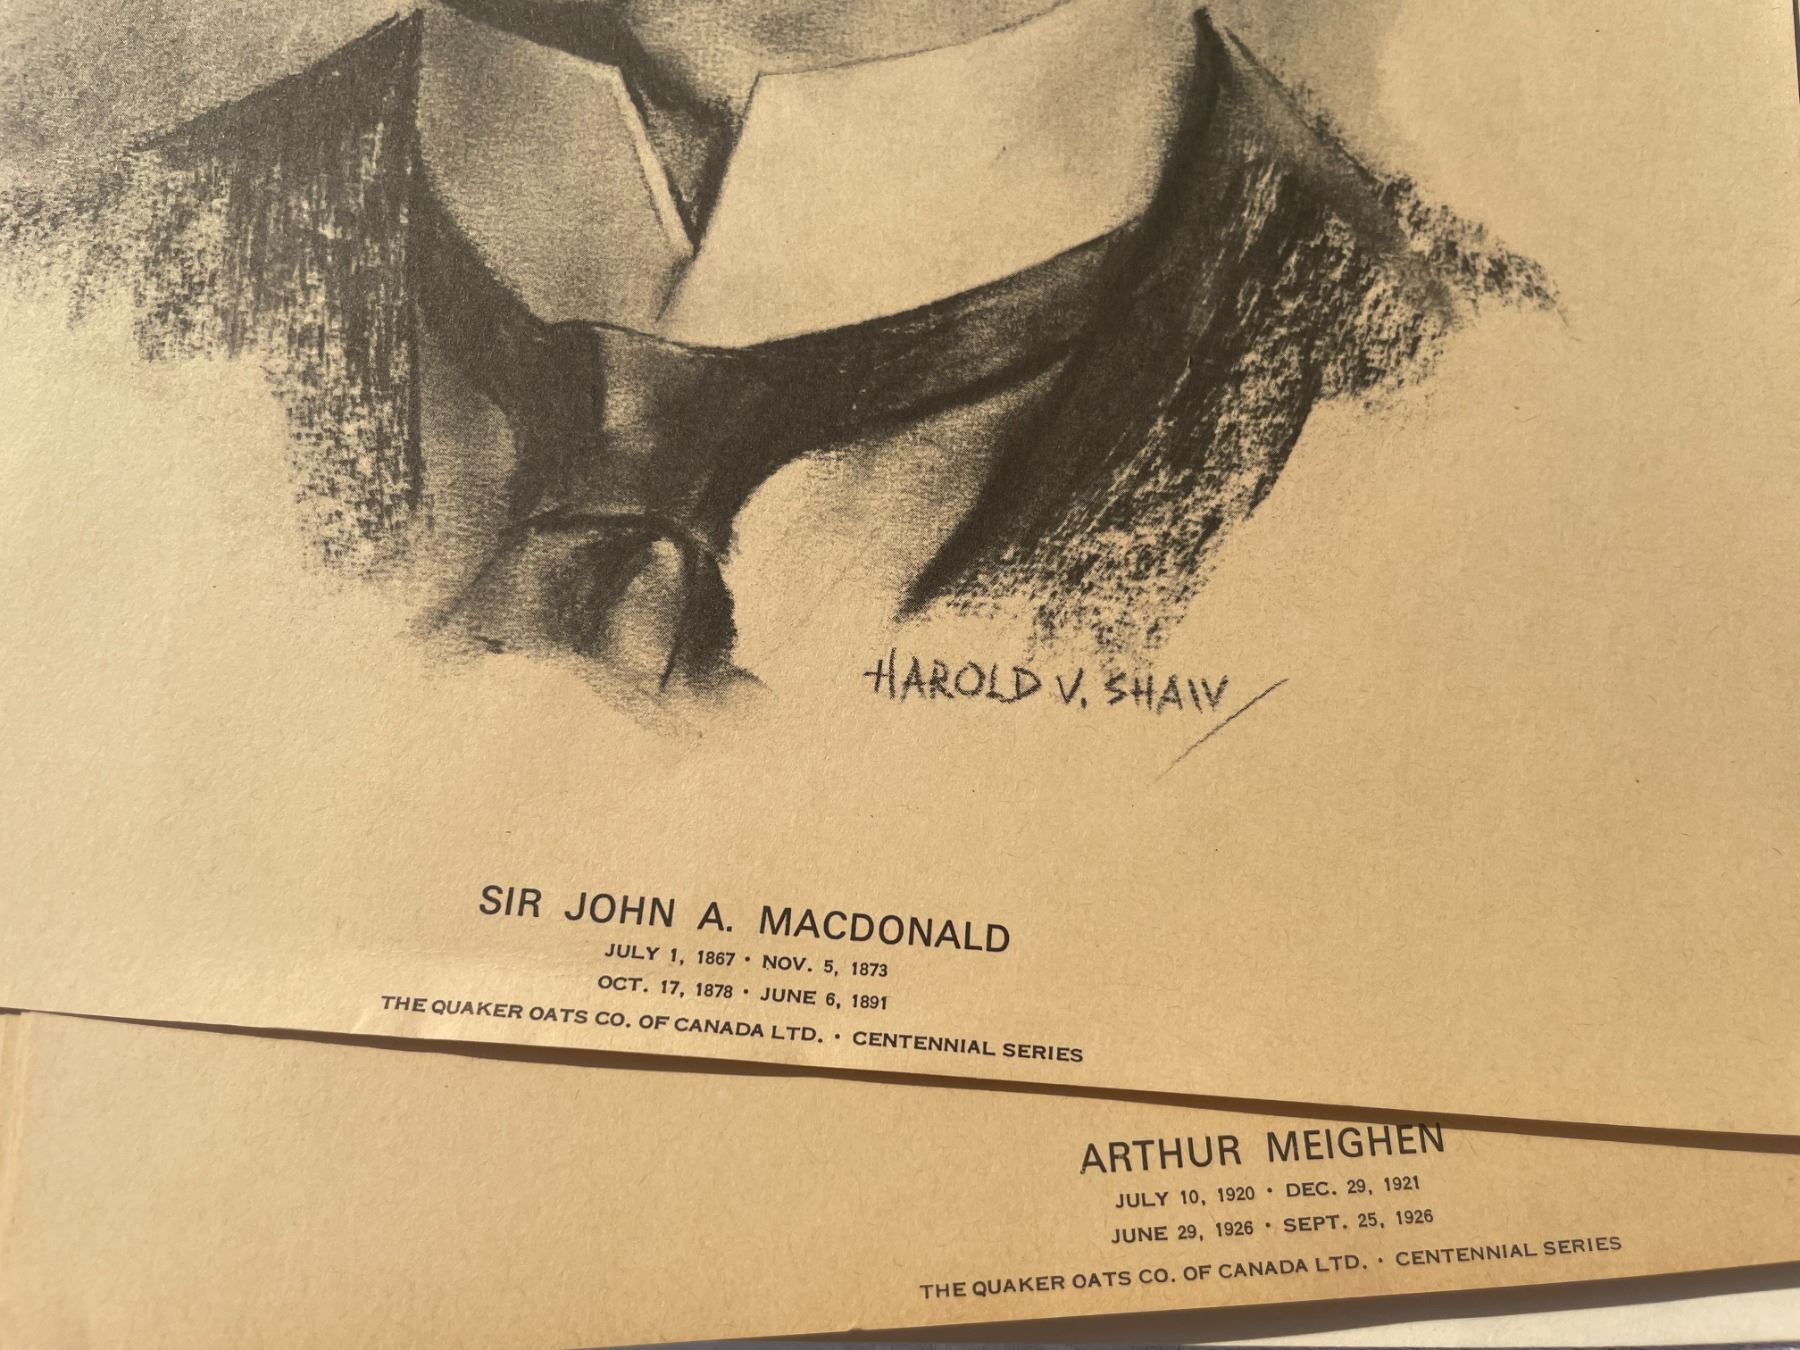 HAROLD V. SHAW
SIR JOHN A. MACDONALD
JULY 1, 1867 · NOV. 5, 1873
OCT. 17, 1878 · JUNE 6, 1891
THE QUAKER OATS CO. OF CANADA LTD. · CENTENNIAL SERIES
ARTHUR MEIGHEN
JULY 10, 1920 · DEC. 29, 1921
JUNE 29, 1926 · SEPT. 25, 1926
THE QUAKER OATS CO. OF CANADA LTD. · CENTENNIAL SERIES